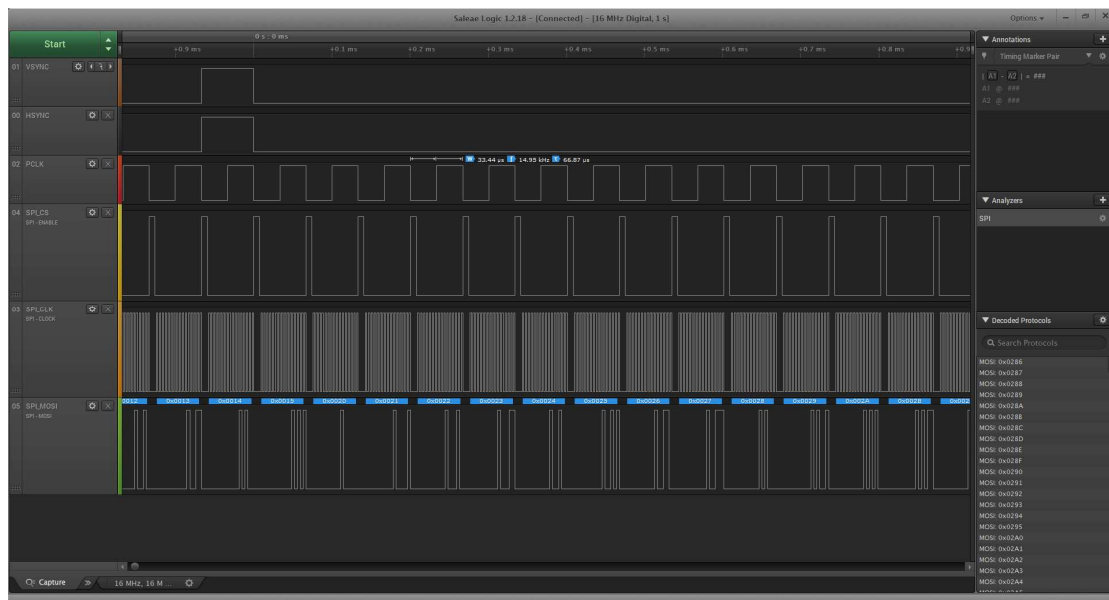 Saleae Logic 1.2.18 - [Connected] - [16 MHz Digital, 1 s]
Options
Start
0 s : 0 ms
+0.9 ms
+0.1 ms
+0.2 ms
+0.3 ms
+0.4 ms
+0.5 ms
+0.6 ms
+0.7 ms
+0.8 ms
01 VSYNC
00 HSYNC
02 PCLK
W 33.44 µs f 14.95 kHz T 66.87 µs
04 SPI_CS
SPI - ENABLE
03 SPI_CLK
SPI - CLOCK
05 SPI_MOSI
SPI - MOSI
0012 0x0013 0x0014 0x0015 0x0020 0x0021 0x0022 0x0023 0x0024 0x0025 0x0026 0x0027 0x0028 0x0029 0x002A 0x002B 0x002
Capture
16 MHz, 16 M ...
Annotations
Timing Marker Pair
| A1 - A2 | = ###
A1 @ ###
A2 @ ###
Analyzers
SPI
Decoded Protocols
Search Protocols
MOSI: 0x0286
MOSI: 0x0287
MOSI: 0x0288
MOSI: 0x0289
MOSI: 0x028A
MOSI: 0x028B
MOSI: 0x028C
MOSI: 0x028D
MOSI: 0x028E
MOSI: 0x028F
MOSI: 0x0290
MOSI: 0x0291
MOSI: 0x0292
MOSI: 0x0293
MOSI: 0x0294
MOSI: 0x0295
MOSI: 0x02A0
MOSI: 0x02A1
MOSI: 0x02A2
MOSI: 0x02A3
MOSI: 0x02A4